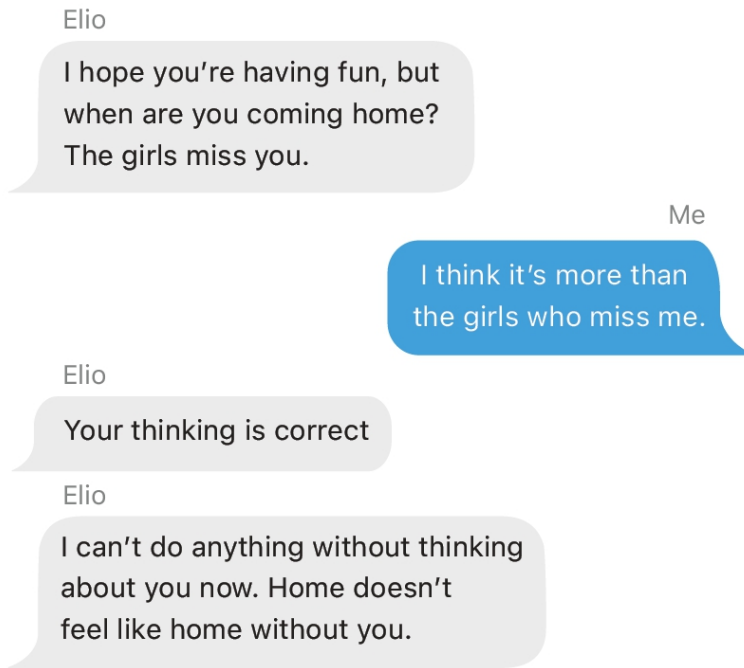 Elio
I hope you’re having fun, but
when are you coming home?
The girls miss you.
Me
I think it’s more than
the girls who miss me.
Elio
Your thinking is correct
Elio
I can’t do anything without thinking
about you now. Home doesn’t
feel like home without you.